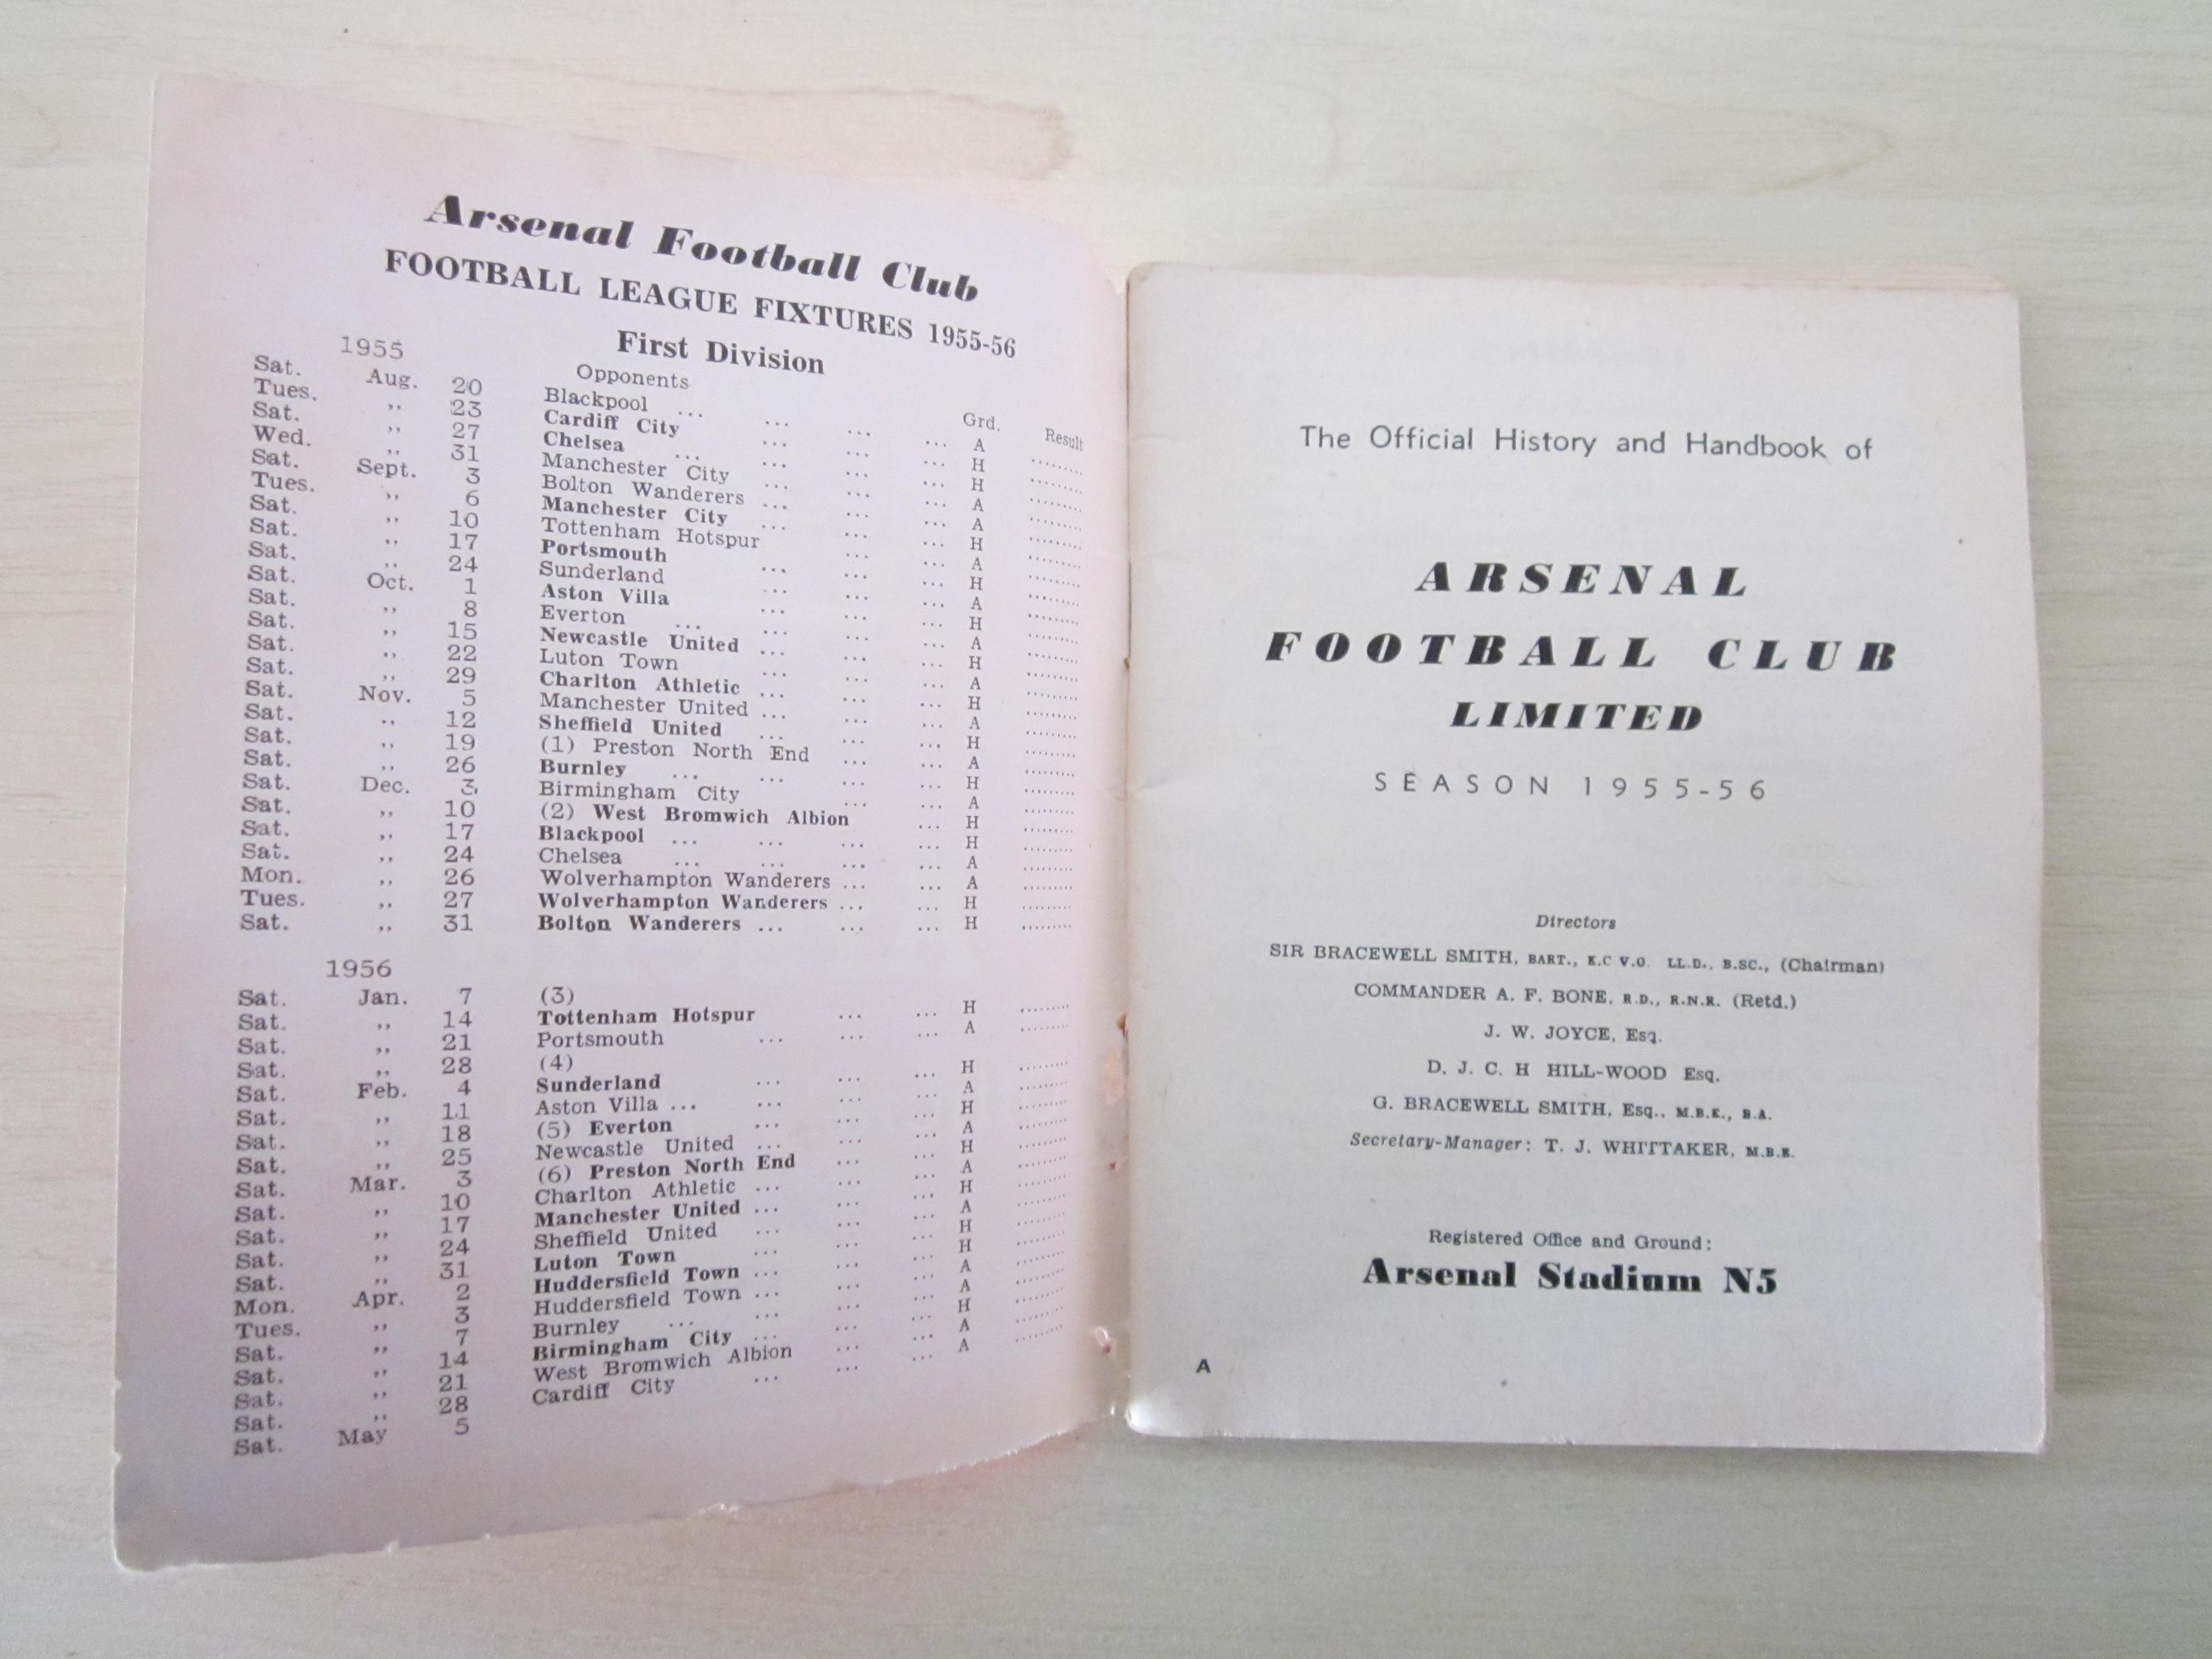 Arsenal Football Club
FOOTBALL LEAGUE FIXTURES 1955-56
First Division
1955 Opponents Grd. Result
Sat. Aug. 20 Blackpool ... ... ... ... A .........
Tues. ,, 23 Cardiff City ... ... ... H .........
Sat. ,, 27 Chelsea ... ... ... ... H .........
Wed. ,, 31 Manchester City ... ... ... A .........
Sat. Sept. 3 Bolton Wanderers ... ... ... A .........
Tues. ,, 6 Manchester City ... ... ... H .........
Sat. ,, 10 Tottenham Hotspur ... ... A .........
Sat. ,, 17 Portsmouth ... ... ... H .........
Sat. ,, 24 Sunderland ... ... ... A .........
Sat. Oct. 1 Aston Villa ... ... ... H .........
Sat. ,, 8 Everton ... ... ... ... A .........
Sat. ,, 15 Newcastle United ... ... ... H .........
Sat. ,, 22 Luton Town ... ... ... A .........
Sat. ,, 29 Charlton Athletic ... ... ... H .........
Sat. Nov. 5 Manchester United ... ... ... A .........
Sat. ,, 12 Sheffield United ... ... ... H .........
Sat. ,, 19 (1) Preston North End ... ... A .........
Sat. ,, 26 Burnley ... ... ... ... H .........
Sat. Dec. 3 Birmingham City ... ... A .........
Sat. ,, 10 (2) West Bromwich Albion ... H .........
Sat. ,, 17 Blackpool ... ... ... ... H .........
Sat. ,, 24 Chelsea ... ... ... ... A .........
Mon. ,, 26 Wolverhampton Wanderers ... ... A .........
Tues. ,, 27 Wolverhampton Wanderers ... ... H .........
Sat. ,, 31 Bolton Wanderers ... ... ... H .........
1956
Sat. Jan. 7 (3)
Sat. ,, 14 Tottenham Hotspur ... ... H .........
Sat. ,, 21 Portsmouth ... ... ... A .........
Sat. ,, 28 (4)
Sat. Feb. 4 Sunderland ... ... ... H .........
Sat. ,, 11 Aston Villa ... ... ... ... A .........
Sat. ,, 18 (5) Everton ... ... ... H .........
Sat. ,, 25 Newcastle United ... ... ... A .........
Sat. Mar. 3 (6) Preston North End ... ... H .........
Sat. ,, 10 Charlton Athletic ... ... ... A .........
Sat. ,, 17 Manchester United ... ... ... H .........
Sat. ,, 24 Sheffield United ... ... ... A .........
Sat. ,, 31 Luton Town ... ... ... H .........
Mon. Apr. 2 Huddersfield Town ... ... ... H .........
Tues. ,, 3 Huddersfield Town ... ... ... A .........
Sat. ,, 7 Burnley ... ... ... ... A .........
Sat. ,, 14 Birmingham City ... ... ... H .........
Sat. ,, 21 West Bromwich Albion ... ... A .........
Sat. ,, 28 Cardiff City ... ... ... A .........
Sat. May 5
The Official History and Handbook of
ARSENAL
FOOTBALL CLUB
LIMITED
SEASON 1955-56
Directors
SIR BRACEWELL SMITH, BART., K.C V.O. LL.D., B.SC., (Chairman)
COMMANDER A. F. BONE, R.D., R.N.R. (Retd.)
J. W. JOYCE, Esq.
D. J. C. H HILL-WOOD Esq.
G. BRACEWELL SMITH, Esq., M.B.E., B.A.
Secretary-Manager: T. J. WHITTAKER, M.B.E.
Registered Office and Ground:
Arsenal Stadium N5
A